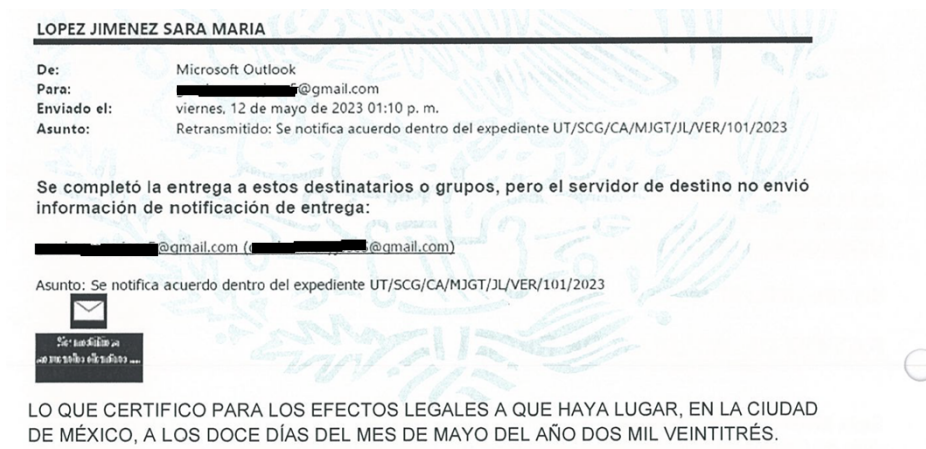 LOPEZ JIMENEZ SARA MARIA
De: Microsoft Outlook
Para: @gmail.com
Enviado el: viernes, 12 de mayo de 2023 01:10 p. m.
Asunto: Retransmitido: Se notifica acuerdo dentro del expediente UT/SCG/CA/MJGT/JL/VER/101/2023
Se completó la entrega a estos destinatarios o grupos, pero el servidor de destino no envió
información de notificación de entrega:
@gmail.com ( @gmail.com)
Asunto: Se notifica acuerdo dentro del expediente UT/SCG/CA/MJGT/JL/VER/101/2023
LO QUE CERTIFICO PARA LOS EFECTOS LEGALES A QUE HAYA LUGAR, EN LA CIUDAD
DE MÉXICO, A LOS DOCE DÍAS DEL MES DE MAYO DEL AÑO DOS MIL VEINTITRÉS.